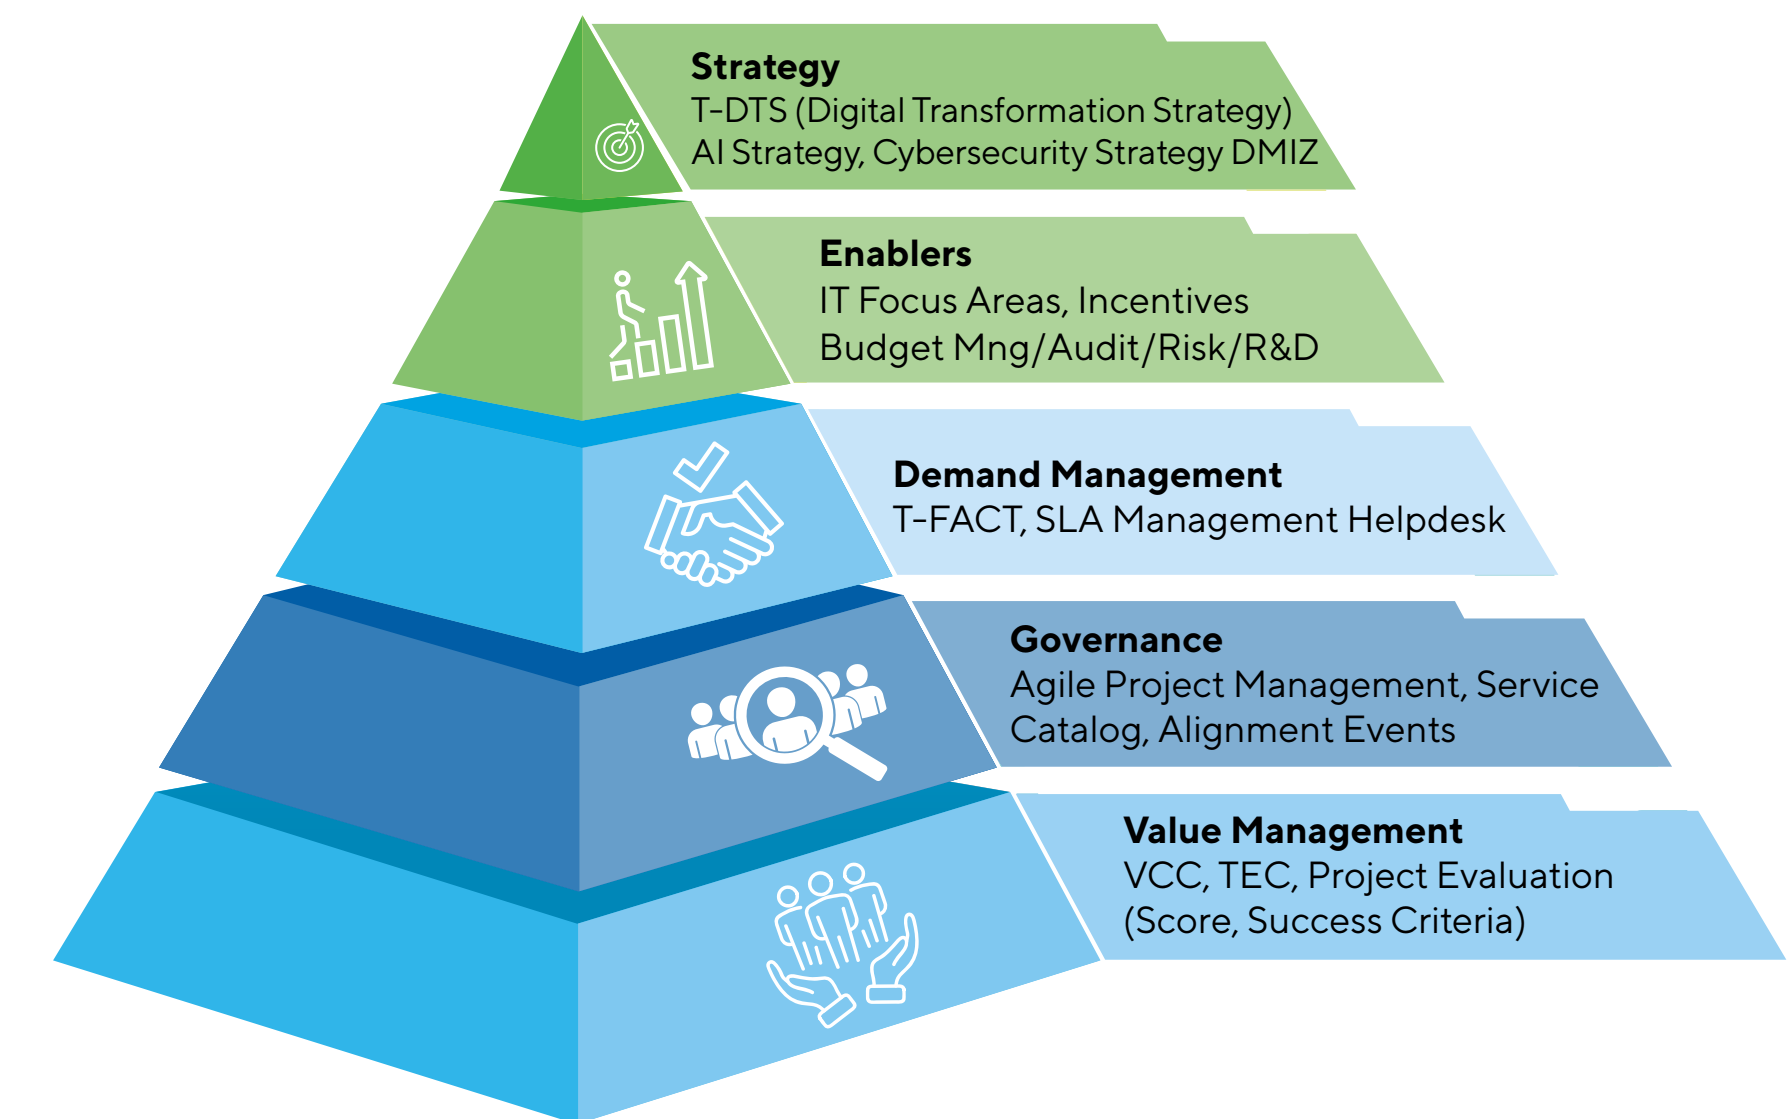 Strategy
T-DTS (Digital Transformation Strategy)
AI Strategy, Cybersecurity Strategy DMIZ
Enablers
IT Focus Areas, Incentives
Budget Mng/Audit/Risk/R&D
Demand Management
T-FACT, SLA Management Helpdesk
Governance
Agile Project Management, Service
Catalog, Alignment Events
Value Management
VCC, TEC, Project Evaluation
(Score, Success Criteria)